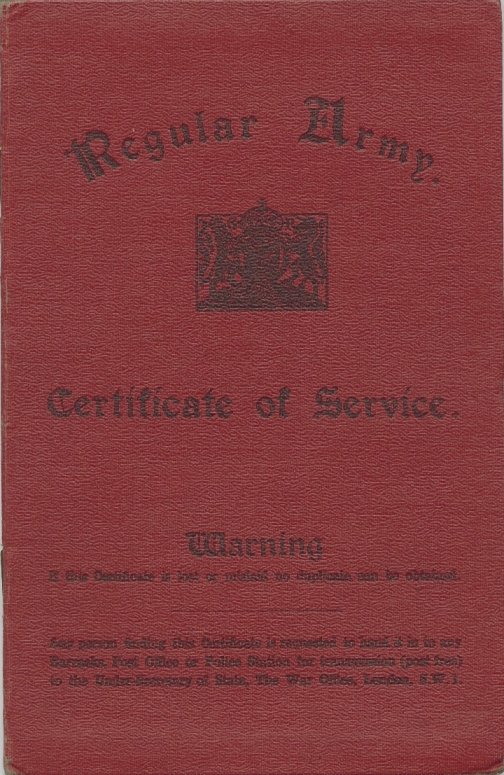 Regular Army.
Certificate of Service.
Warning
If this Certificate is lost or mislaid no duplicate can be obtained.
Any person finding this Certificate is requested to hand it in to any
Barracks, Post Office or Police Station for transmission (post free)
to the Under-Secretary of State, The War Office, London, S.W.1.